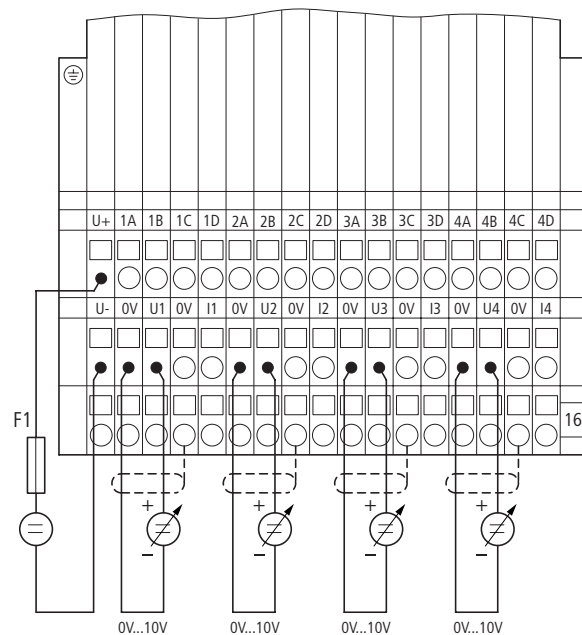 U+ 1A 1B 1C 1D 2A 2B 2C 2D 3A 3B 3C 3D 4A 4B 4C 4D
U- 0V U1 0V I1 0V U2 0V I2 0V U3 0V I3 0V U4 0V I4
F1
16
+ + + +
− − − −
0V...10V 0V...10V 0V...10V 0V...10V